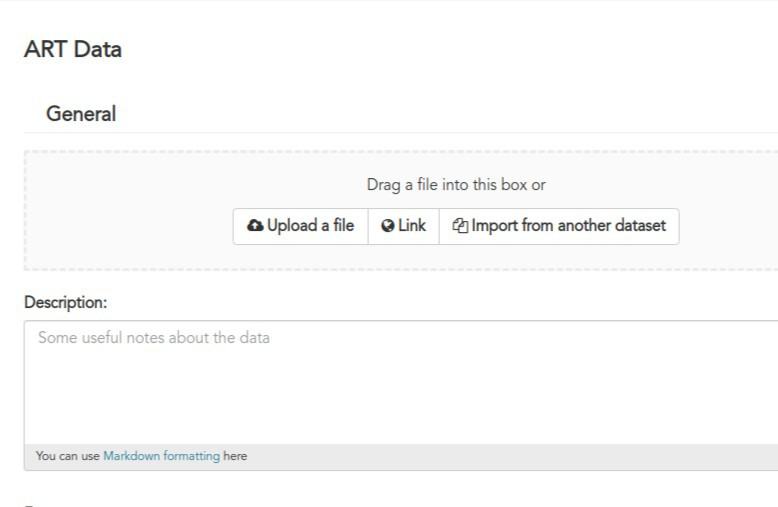 ART Data
General
Drag a file into this box or
Upload a file Link Import from another dataset
Description:
Some useful notes about the data
You can use Markdown formatting here